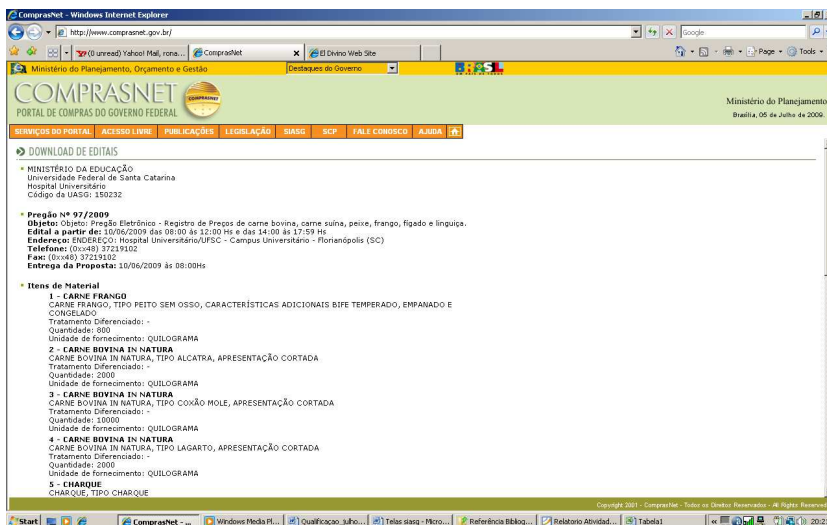 ComprasNet - Windows Internet Explorer
http://www.comprasnet.gov.br/
Google
(0 unread) Yahoo! Mail, rona...
ComprasNet
El Divino Web Site
Page
Tools
Ministério do Planejamento, Orçamento e Gestão
Destaques do Governo
BRASIL
COMPRASNET
PORTAL DE COMPRAS DO GOVERNO FEDERAL
Ministério do Planejamento
Brasília, 05 de Julho de 2009.
SERVIÇOS DO PORTAL ACESSO LIVRE PUBLICAÇÕES LEGISLAÇÃO SIASG SCP FALE CONOSCO AJUDA
DOWNLOAD DE EDITAIS
MINISTÉRIO DA EDUCAÇÃO
Universidade Federal de Santa Catarina
Hospital Universitário
Código da UASG: 150232
Pregão Nº 97/2009
Objeto: Objeto: Pregão Eletrônico - Registro de Preços de carne bovina, carne suína, peixe, frango, fígado e linguiça.
Edital a partir de: 10/06/2009 das 08:00 às 12:00 Hs e das 14:00 às 17:59 Hs
Endereço: ENDEREÇO: Hospital Universitário/UFSC - Campus Universitário - Florianópolis (SC)
Telefone: (0xx48) 37219102
Fax: (0xx48) 37219102
Entrega da Proposta: 10/06/2009 às 08:00Hs
Itens de Material
1 - CARNE FRANGO
CARNE FRANGO, TIPO PEITO SEM OSSO, CARACTERÍSTICAS ADICIONAIS BIFE TEMPERADO, EMPANADO E
CONGELADO
Tratamento Diferenciado: -
Quantidade: 800
Unidade de fornecimento: QUILOGRAMA
2 - CARNE BOVINA IN NATURA
CARNE BOVINA IN NATURA, TIPO ALCATRA, APRESENTAÇÃO CORTADA
Tratamento Diferenciado: -
Quantidade: 2000
Unidade de fornecimento: QUILOGRAMA
3 - CARNE BOVINA IN NATURA
CARNE BOVINA IN NATURA, TIPO COXÃO MOLE, APRESENTAÇÃO CORTADA
Tratamento Diferenciado: -
Quantidade: 10000
Unidade de fornecimento: QUILOGRAMA
4 - CARNE BOVINA IN NATURA
CARNE BOVINA IN NATURA, TIPO LAGARTO, APRESENTAÇÃO CORTADA
Tratamento Diferenciado: -
Quantidade: 2000
Unidade de fornecimento: QUILOGRAMA
5 - CHARQUE
CHARQUE, TIPO CHARQUE
Copyright 2001 - ComprasNet - Todos os Direitos Reservados - All Rights Reserved
Start ComprasNet - ... Windows Media Pl... Qualificacao_julho... Telas siasg - Micro... Referência Bibliog... Relatorio Atividad... Tabela1